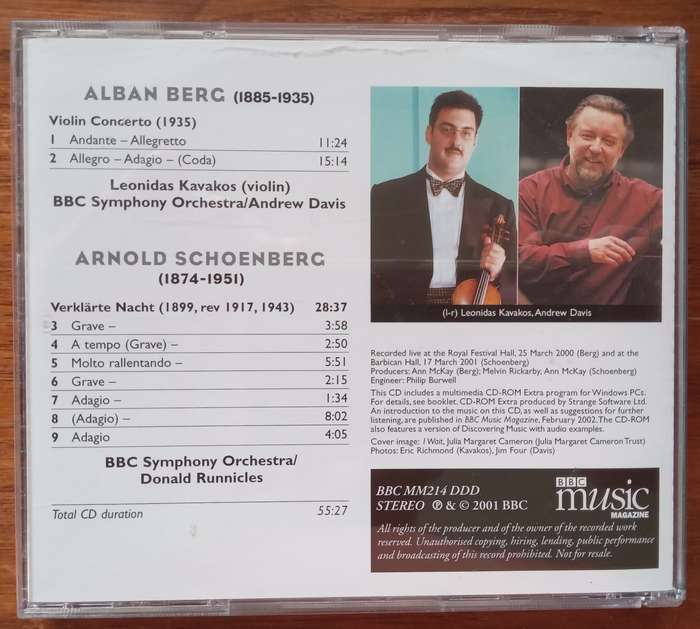 ALBAN BERG (1885-1935)
Violin Concerto (1935)
1 Andante – Allegretto 11:24
2 Allegro – Adagio – (Coda) 15:14
Leonidas Kavakos (violin)
BBC Symphony Orchestra/Andrew Davis
ARNOLD SCHOENBERG
(1874-1951)
Verklärte Nacht (1899, rev 1917, 1943) 28:37
3 Grave – 3:58
4 A tempo (Grave) – 2:50
5 Molto rallentando – 5:51
6 Grave – 2:15
7 Adagio – 1:34
8 (Adagio) – 8:02
9 Adagio 4:05
BBC Symphony Orchestra/
Donald Runnicles
Total CD duration 55:27
(l-r) Leonidas Kavakos, Andrew Davis
Recorded live at the Royal Festival Hall, 25 March 2000 (Berg) and at the
Barbican Hall, 17 March 2001 (Schoenberg)
Producers: Ann McKay (Berg); Melvin Rickarby, Ann McKay (Schoenberg)
Engineer: Philip Burwell
This CD includes a multimedia CD-ROM Extra program for Windows PCs.
For details, see booklet. CD-ROM Extra produced by Strange Software Ltd.
An introduction to the music on this CD, as well as suggestions for further
listening, are published in BBC Music Magazine, February 2002. The CD-ROM
also features a version of Discovering Music with audio examples.
Cover image: I Wait, Julia Margaret Cameron (Julia Margaret Cameron Trust)
Photos: Eric Richmond (Kavakos), Jim Four (Davis)
BBC MM214 DDD
STEREO ℗ & © 2001 BBC
BBC
music
MAGAZINE
All rights of the producer and of the owner of the recorded work
reserved. Unauthorised copying, hiring, lending, public performance
and broadcasting of this record prohibited. Not for resale.